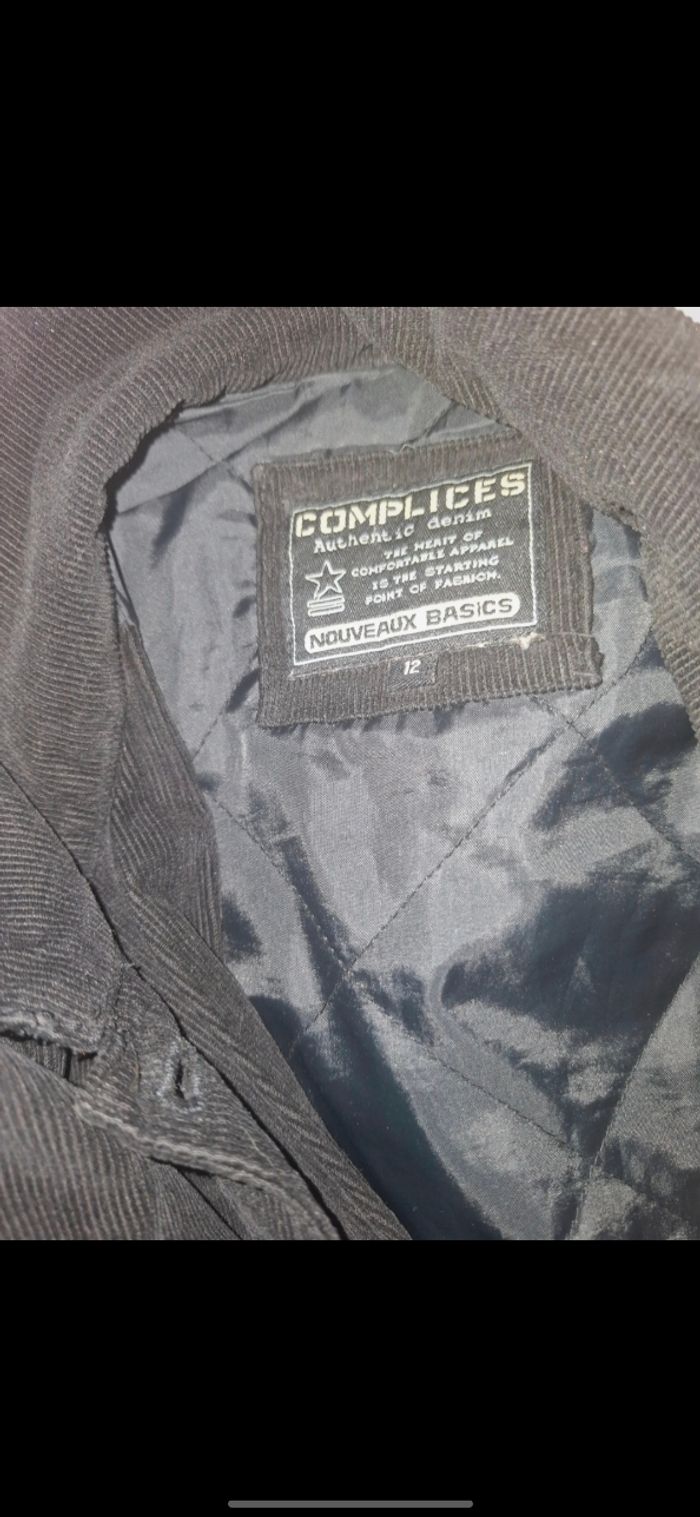 COMPLICES
Authentic denim
THE MERIT OF
COMFORTABLE APPAREL
IS THE STARTING
POINT OF FASHION.
NOUVEAUX BASICS
12